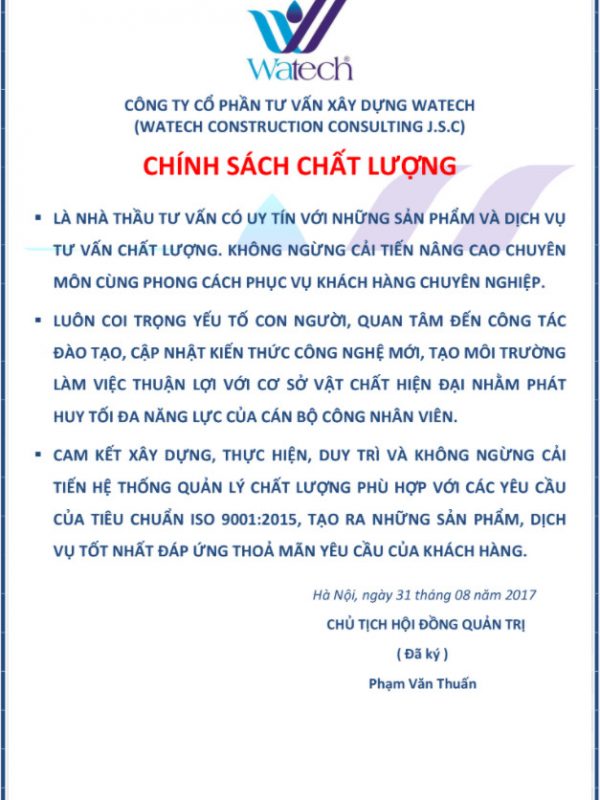 Watech®
CÔNG TY CỔ PHẦN TƯ VẤN XÂY DỰNG WATECH
(WATECH CONSTRUCTION CONSULTING J.S.C)
CHÍNH SÁCH CHẤT LƯỢNG
▪ LÀ NHÀ THẦU TƯ VẤN CÓ UY TÍN VỚI NHỮNG SẢN PHẨM VÀ DỊCH VỤ
TƯ VẤN CHẤT LƯỢNG. KHÔNG NGỪNG CẢI TIẾN NÂNG CAO CHUYÊN
MÔN CÙNG PHONG CÁCH PHỤC VỤ KHÁCH HÀNG CHUYÊN NGHIỆP.
▪ LUÔN COI TRỌNG YẾU TỐ CON NGƯỜI, QUAN TÂM ĐẾN CÔNG TÁC
ĐÀO TẠO, CẬP NHẬT KIẾN THỨC CÔNG NGHỆ MỚI, TẠO MÔI TRƯỜNG
LÀM VIỆC THUẬN LỢI VỚI CƠ SỞ VẬT CHẤT HIỆN ĐẠI NHẰM PHÁT
HUY TỐI ĐA NĂNG LỰC CỦA CÁN BỘ CÔNG NHÂN VIÊN.
▪ CAM KẾT XÂY DỰNG, THỰC HIỆN, DUY TRÌ VÀ KHÔNG NGỪNG CẢI
TIẾN HỆ THỐNG QUẢN LÝ CHẤT LƯỢNG PHÙ HỢP VỚI CÁC YÊU CẦU
CỦA TIÊU CHUẨN ISO 9001:2015, TẠO RA NHỮNG SẢN PHẨM, DỊCH
VỤ TỐT NHẤT ĐÁP ỨNG THOẢ MÃN YÊU CẦU CỦA KHÁCH HÀNG.
Hà Nội, ngày 31 tháng 08 năm 2017
CHỦ TỊCH HỘI ĐỒNG QUẢN TRỊ
( Đã ký )
Phạm Văn Thuấn